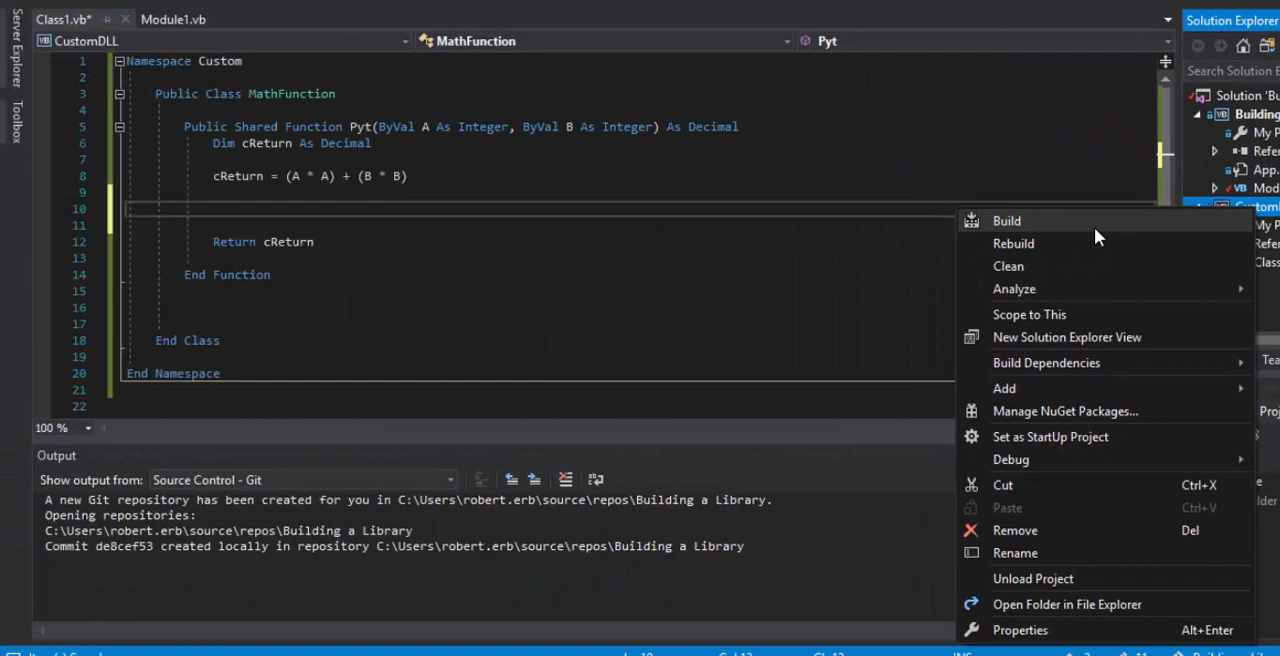 Server Explorer
Toolbox
Class1.vb*
Module1.vb
VB CustomDLL
MathFunction
Pyt
1 Namespace Custom
2
3 Public Class MathFunction
4
5 Public Shared Function Pyt(ByVal A As Integer, ByVal B As Integer) As Decimal
6 Dim cReturn As Decimal
7
8 cReturn = (A * A) + (B * B)
9
10
11
12 Return cReturn
13
14 End Function
15
16
17
18 End Class
19
20 End Namespace
21
22
100 %
Output
Show output from: Source Control - Git
A new Git repository has been created for you in C:\Users\robert.erb\source\repos\Building a Library.
Opening repositories:
C:\Users\robert.erb\source\repos\Building a Library
Commit de8cef53 created locally in repository C:\Users\robert.erb\source\repos\Building a Library
Solution Explorer
Search Solution E
Solution 'Bu
VB Building
My P
Refer
App.
VB Mod
Custom
My P
Refer
Class
Build
Rebuild
Clean
Analyze
Scope to This
New Solution Explorer View
Build Dependencies
Add
Manage NuGet Packages...
Set as StartUp Project
Debug
Cut Ctrl+X
Paste Ctrl+V
Remove Del
Rename
Unload Project
Open Folder in File Explorer
Properties Alt+Enter
Tea
Proj